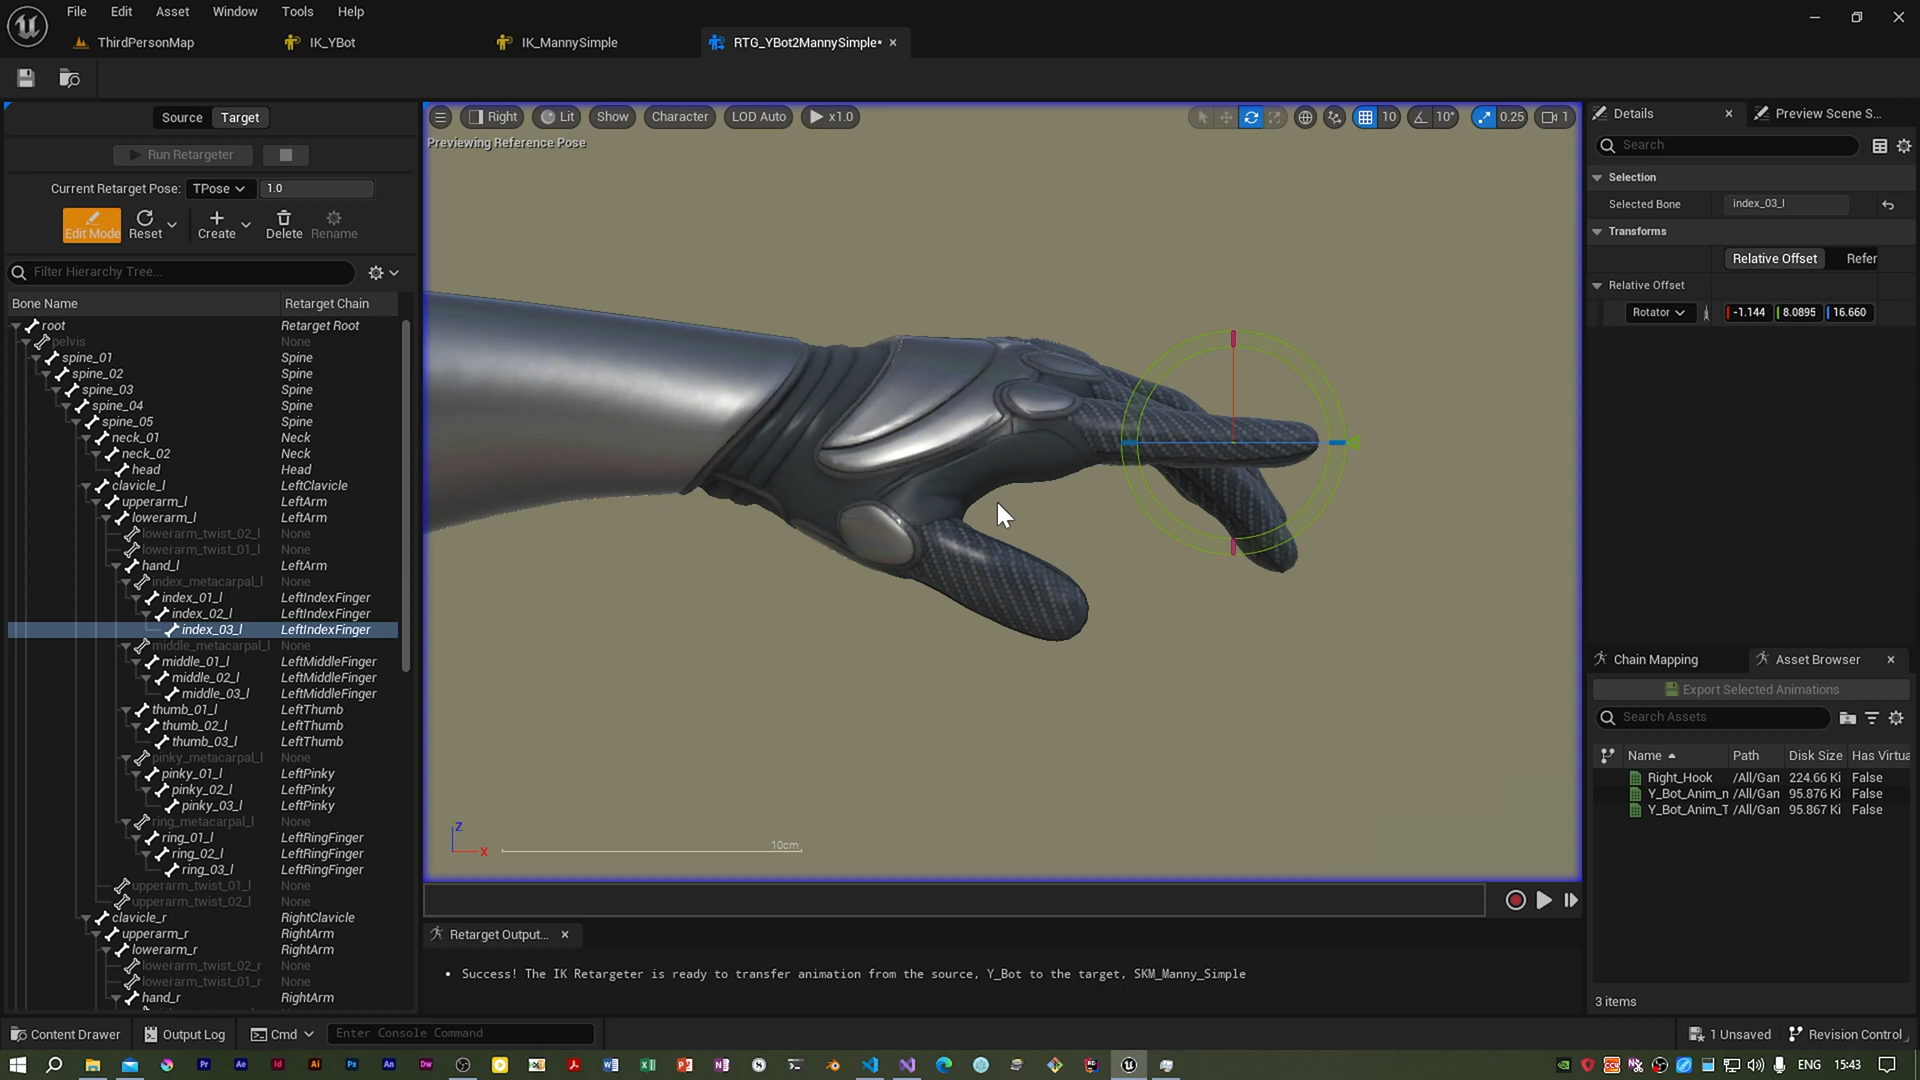 File Edit Asset Window Tools Help
ThirdPersonMap IK_YBot IK_MannySimple RTG_YBot2MannySimple*
Source Target
Run Retargeter
Current Retarget Pose: TPose 1.0
Edit Mode Reset Create Delete Rename
Filter Hierarchy Tree...
Bone Name Retarget Chain
root Retarget Root
pelvis None
spine_01 Spine
spine_02 Spine
spine_03 Spine
spine_04 Spine
spine_05 Spine
neck_01 Neck
neck_02 Neck
head Head
clavicle_l LeftClavicle
upperarm_l LeftArm
lowerarm_l LeftArm
lowerarm_twist_02_l None
lowerarm_twist_01_l None
hand_l LeftArm
index_metacarpal_l None
index_01_l LeftIndexFinger
index_02_l LeftIndexFinger
index_03_l LeftIndexFinger
middle_metacarpal_l None
middle_01_l LeftMiddleFinger
middle_02_l LeftMiddleFinger
middle_03_l LeftMiddleFinger
thumb_01_l LeftThumb
thumb_02_l LeftThumb
thumb_03_l LeftThumb
pinky_metacarpal_l None
pinky_01_l LeftPinky
pinky_02_l LeftPinky
pinky_03_l LeftPinky
ring_metacarpal_l None
ring_01_l LeftRingFinger
ring_02_l LeftRingFinger
ring_03_l LeftRingFinger
upperarm_twist_01_l None
upperarm_twist_02_l None
clavicle_r RightClavicle
upperarm_r RightArm
lowerarm_r RightArm
lowerarm_twist_02_r None
lowerarm_twist_01_r None
hand_r RightArm
Right Lit Show Character LOD Auto x1.0 10 10° 0.25 1
Previewing Reference Pose
Z
X
10cm
Retarget Output...
• Success! The IK Retargeter is ready to transfer animation from the source, Y_Bot to the target, SKM_Manny_Simple
Details Preview Scene S...
Search
Selection
Selected Bone index_03_l
Transforms
Relative Offset Refer
Relative Offset
Rotator -1.144 8.0895 16.660
Chain Mapping Asset Browser
Export Selected Animations
Search Assets
Name Path Disk Size Has Virtua
Right_Hook /All/Gan 224.66 Ki False
Y_Bot_Anim_n /All/Gan 95.876 Ki False
Y_Bot_Anim_T /All/Gan 95.867 Ki False
3 items
Content Drawer Output Log Cmd Enter Console Command 1 Unsaved Revision Control
Pr Ae Id Ai Ps An Dw ENG 15:43